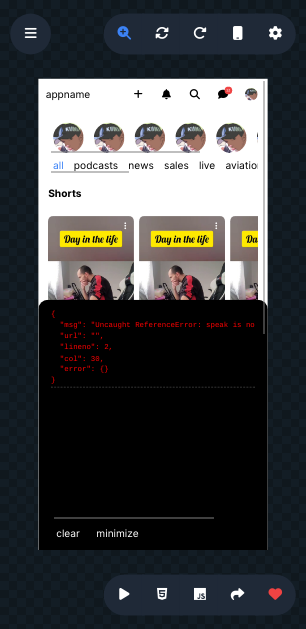 appname
all podcasts news sales live aviation
Shorts
Day in the life
Day in the life
{
"msg": "Uncaught ReferenceError: speak is no
"url": "",
"lineno": 2,
"col": 38,
"error": {}
}
clear minimize